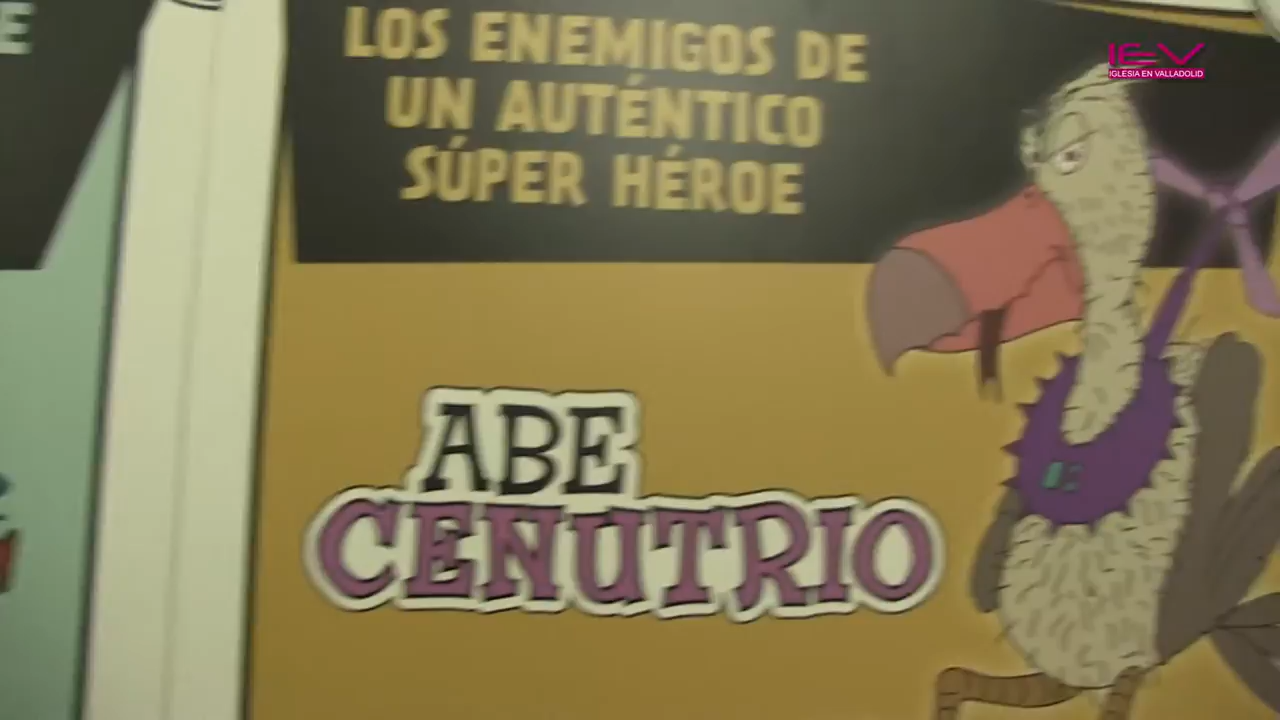 LOS ENEMIGOS DE
UN AUTÉNTICO
SÚPER HÉROE
ABE
CENUTRIO
IEV
IGLESIA EN VALLADOLID